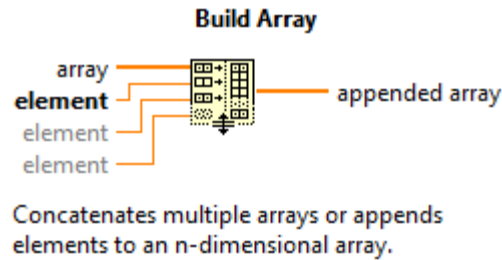 Build Array
array
element
element
element
appended array
Concatenates multiple arrays or appends
elements to an n-dimensional array.